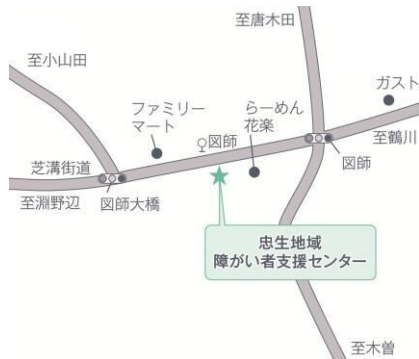 至唐木田
至小山田
ガスト
ファミリー
マート
らーめん
花楽
図師
至鶴川
図師
芝溝街道
至淵野辺
図師大橋
忠生地域
障がい者支援センター
至木曽